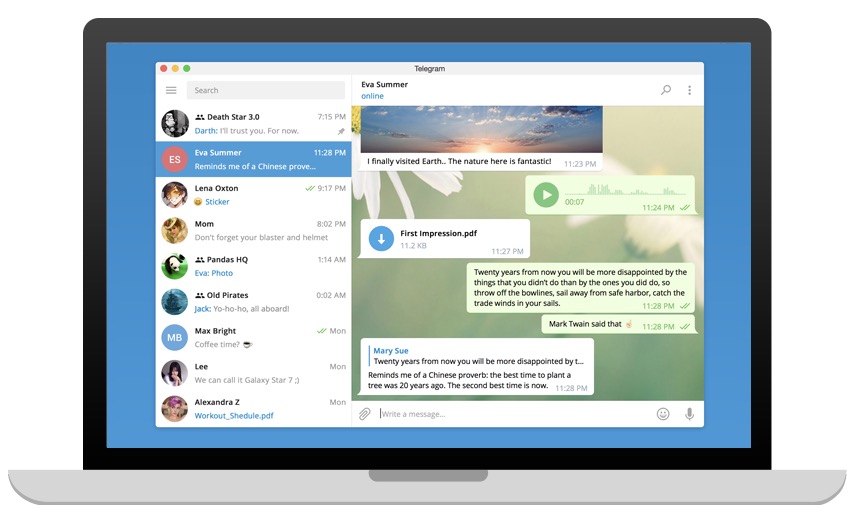 Telegram
Search
Death Star 3.0 7:15 PM
Darth: I'll trust you. For now.
ES
Eva Summer 11:28 PM
Reminds me of a Chinese prove...
Lena Oxton 9:17 PM
Sticker
Mom 8:02 PM
Don't forget your blaster and helmet
Pandas HQ 1:14 AM
Eva: Photo
Old Pirates 0:02 AM
Jack: Yo-ho-ho, all aboard!
MB
Max Bright Mon
Coffee time?
Lee Mon
We can call it Galaxy Star 7 ;)
Alexandra Z Mon
Workout_Shedule.pdf
Eva Summer
online
I finally visited Earth.. The nature here is fantastic! 11:23 PM
00:07
11:24 PM
First Impression.pdf
11.2 KB
11:27 PM
Twenty years from now you will be more disappointed by the
things that you didn't do than by the ones you did do, so
throw off the bowlines, sail away from safe harbor, catch the
trade winds in your sails.
11:28 PM
Mark Twain said that 11:28 PM
Mary Sue
Twenty years from now you will be more disappointed by t...
Reminds me of a Chinese proverb: the best time to plant a
tree was 20 years ago. The second best time is now. 11:28 PM
Write a message...